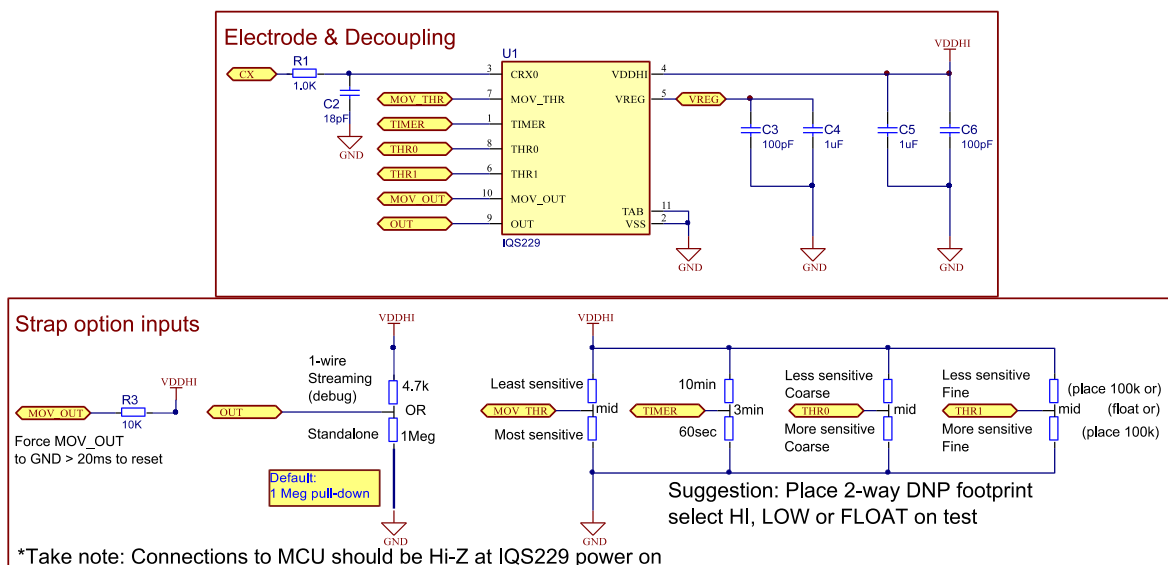 Electrode & Decoupling
U1
VDDHI
CX
R1
1.0K
C2
18pF
GND
3 CRX0
VDDHI 4
MOV_THR 7 MOV_THR
VREG 5 VREG
TIMER 1 TIMER
THR0 8 THR0
THR1 6 THR1
MOV_OUT 10 MOV_OUT
OUT 9 OUT
TAB 11
VSS 2
IQS229
GND
C3
100pF
C4
1uF
GND
C5
1uF
C6
100pF
GND
Strap option inputs
VDDHI
MOV_OUT
R3
10K
Force MOV_OUT
to GND > 20ms to reset
VDDHI
1-wire
Streaming
(debug)
4.7k
OUT
OR
Standalone
1Meg
Default:
1 Meg pull-down
GND
VDDHI
Least sensitive
MOV_THR
mid
Most sensitive
GND
10min
TIMER
3min
60sec
Less sensitive
Coarse
THR0
mid
More sensitive
Coarse
Less sensitive
Fine
THR1
mid
More sensitive
Fine
(place 100k or)
(float or)
(place 100k)
Suggestion: Place 2-way DNP footprint
select HI, LOW or FLOAT on test
*Take note: Connections to MCU should be Hi-Z at IQS229 power on